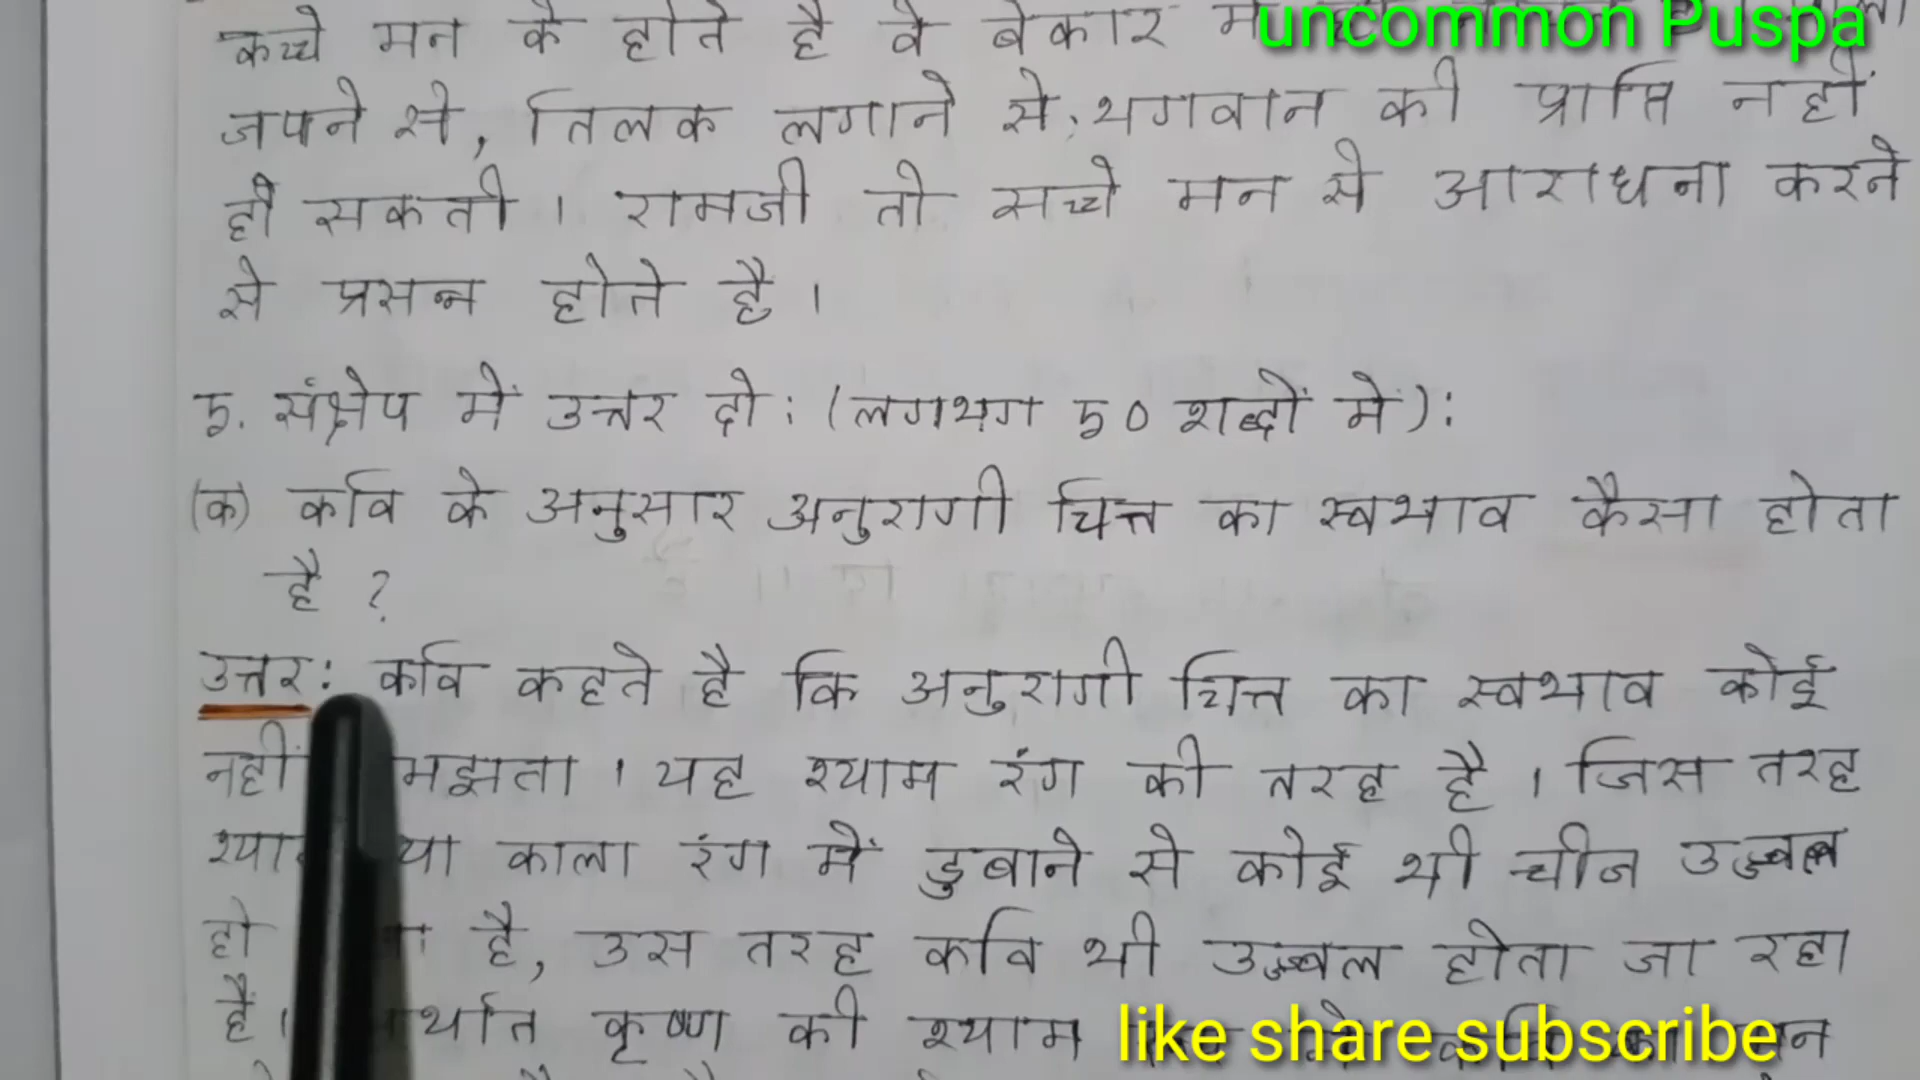 कच्चे मन के होते है वे बेकार
uncommon Puspa
जपने से, तिलक लगाने से, भगवान की प्राप्ति नहीं
हो सकती । रामजी तो सच्चे मन से आराधना करने
से प्रसन्न होते है ।
5. संक्षेप में उत्तर दो : (लगभग 50 शब्दों में) :
(क) कवि के अनुसार अनुरागी चित्त का स्वभाव कैसा होता
है ?
उत्तर : कवि कहते है कि अनुरागी चित्त का स्वभाव कोई
नहीं मझता । यह श्याम रंग की तरह है । जिस तरह
या काला रंग में डुबाने से कोई भी चीज उज्ज्वल
हो है, उस तरह कवि भी उज्ज्वल होता जा रहा
है । कृष्ण की श्याम
like share subscribe